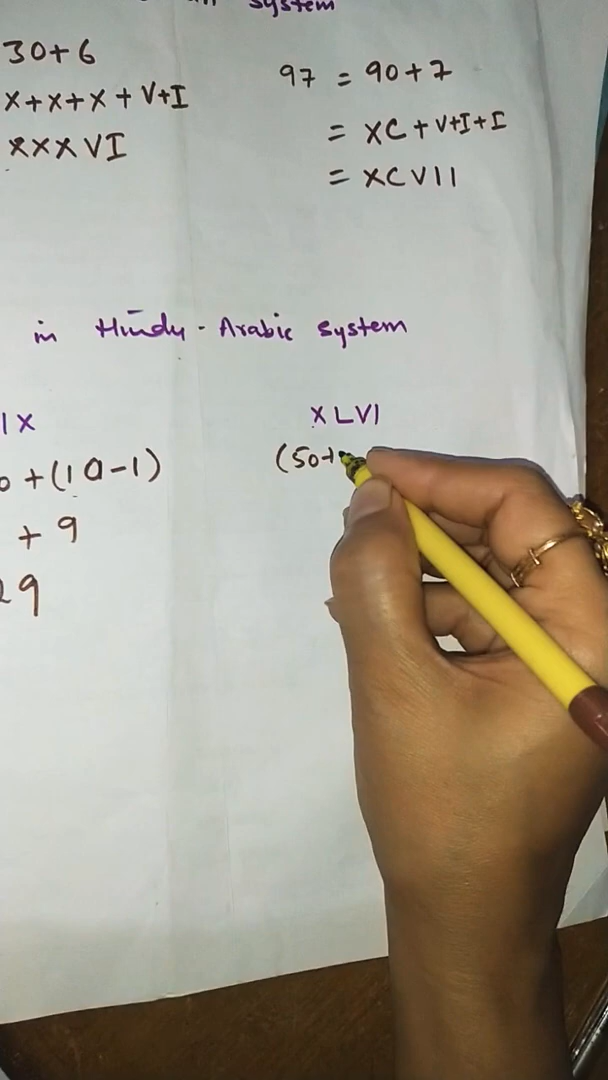 system
30+6
X+X+X+V+I
XXXVI
97 = 90+7
= XC+V+I+I
= XCVII
in Hindu-Arabic system
IX
0+(10-1)
+9
29
XLVI
(50+